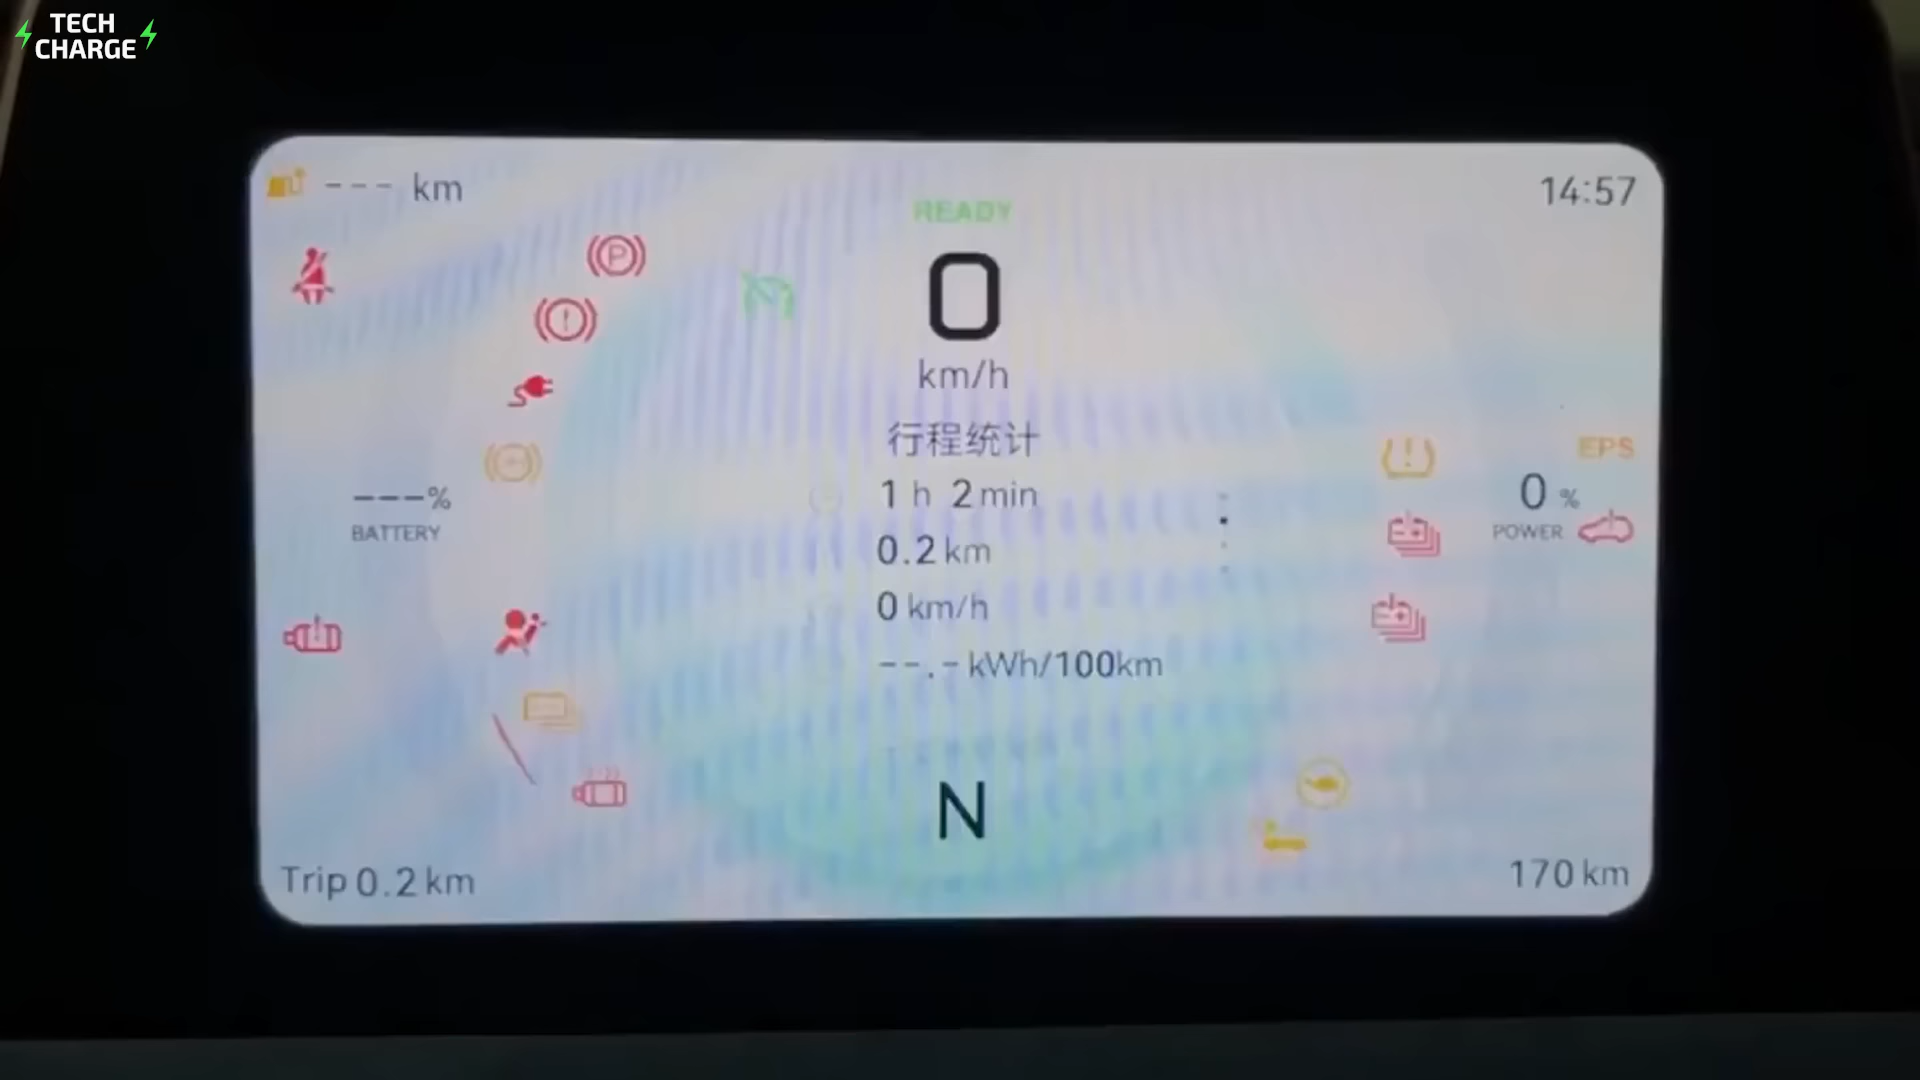 TECH
CHARGE
--- km
14:57
READY
P
0
km/h
行程统计
EPS
---%
BATTERY
1 h 2 min
0 %
POWER
0.2 km
0 km/h
--.- kWh/100km
N
Trip 0.2 km
170 km